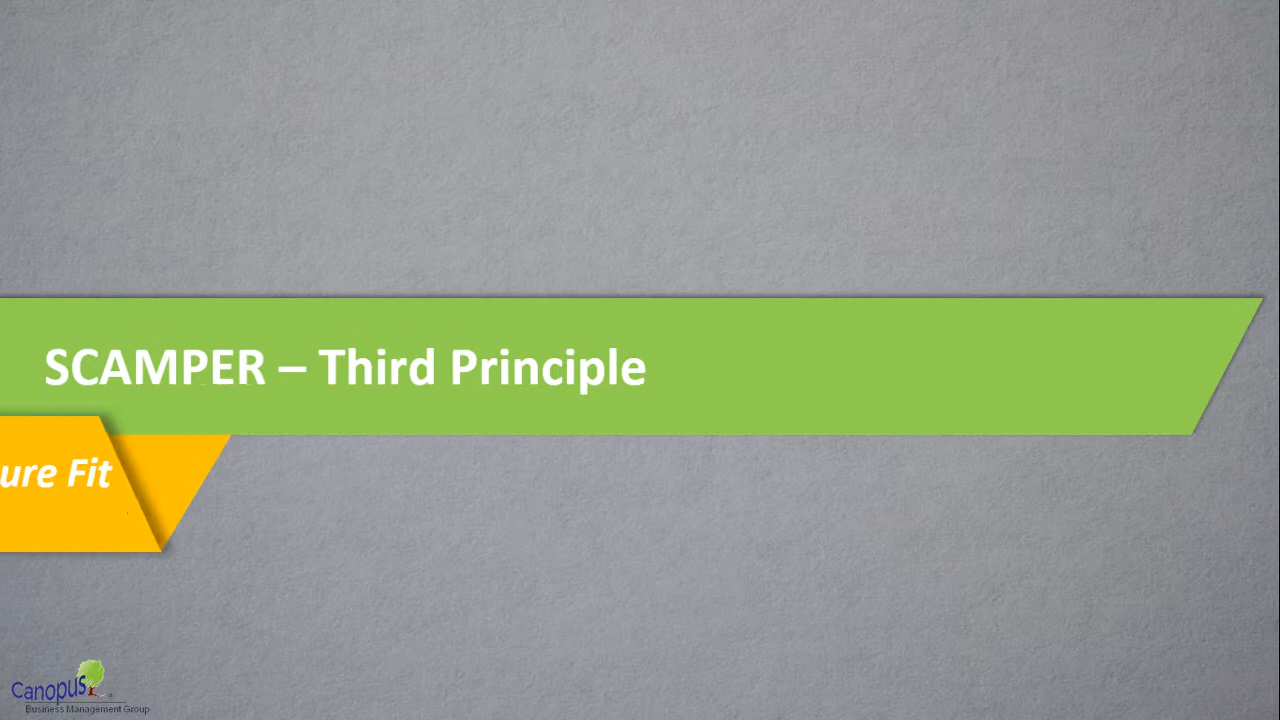 SCAMPER – Third Principle
ure Fit
Canopus
Business Management Group